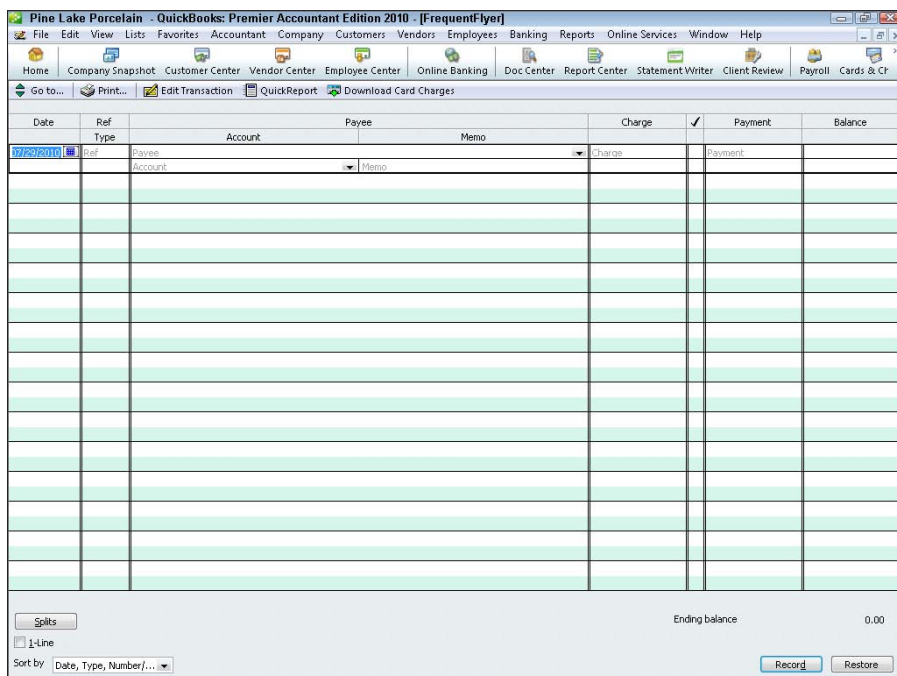 Pine Lake Porcelain - QuickBooks: Premier Accountant Edition 2010 - [FrequentFlyer]
File Edit View Lists Favorites Accountant Company Customers Vendors Employees Banking Reports Online Services Window Help
Home Company Snapshot Customer Center Vendor Center Employee Center Online Banking Doc Center Report Center Statement Writer Client Review Payroll Cards & Ch
Go to... Print... Edit Transaction QuickReport Download Card Charges
Date Ref Payee Charge ✓ Payment Balance
Type Account Memo
07/29/2010 Ref Payee Charge Payment
Account Memo
Splits Ending balance 0.00
1-Line
Sort by Date, Type, Number/... Record Restore